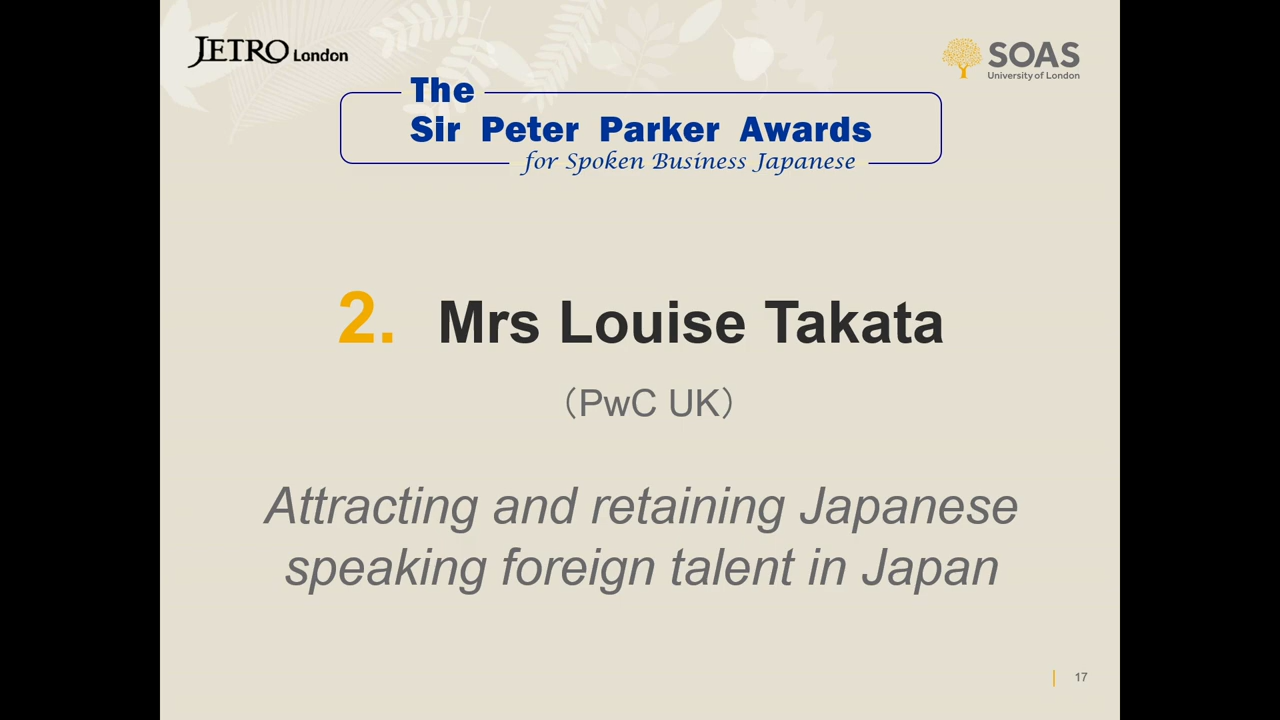 JETRO London
SOAS
University of London
The
Sir Peter Parker Awards
for Spoken Business Japanese
2. Mrs Louise Takata
（PwC UK）
Attracting and retaining Japanese
speaking foreign talent in Japan
17